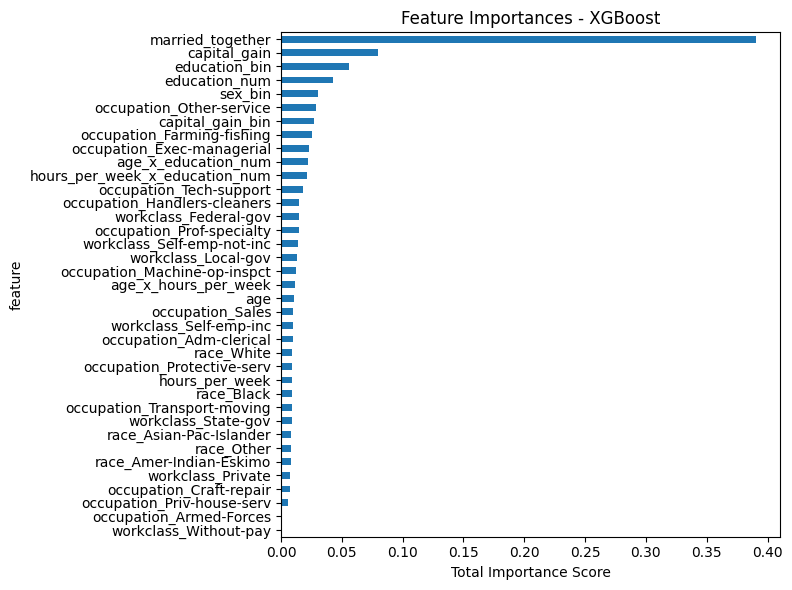 Feature Importances - XGBoost
married_together
capital_gain
education_bin
education_num
sex_bin
occupation_Other-service
capital_gain_bin
occupation_Farming-fishing
occupation_Exec-managerial
age_x_education_num
hours_per_week_x_education_num
occupation_Tech-support
occupation_Handlers-cleaners
workclass_Federal-gov
occupation_Prof-specialty
workclass_Self-emp-not-inc
workclass_Local-gov
occupation_Machine-op-inspct
age_x_hours_per_week
age
occupation_Sales
workclass_Self-emp-inc
occupation_Adm-clerical
race_White
occupation_Protective-serv
hours_per_week
race_Black
occupation_Transport-moving
workclass_State-gov
race_Asian-Pac-Islander
race_Other
race_Amer-Indian-Eskimo
workclass_Private
occupation_Craft-repair
occupation_Priv-house-serv
occupation_Armed-Forces
workclass_Without-pay
feature
0.00 0.05 0.10 0.15 0.20 0.25 0.30 0.35 0.40
Total Importance Score